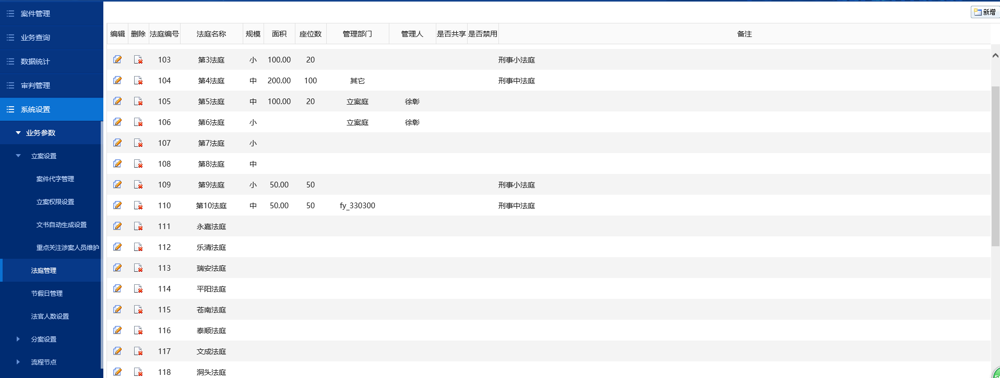 案件管理
业务查询
数据统计
审判管理
系统设置
业务参数
立案设置
案件代字管理
立案权限设置
文书自动生成设置
重点关注涉案人员维护
法庭管理
节假日管理
法官人数设置
分案设置
流程节点
新增
编辑 删除 法庭编号 法庭名称 规模 面积 座位数 管理部门 管理人 是否共享 是否禁用 备注
103 第3法庭 小 100.00 20 刑事小法庭
104 第4法庭 中 200.00 100 其它 刑事中法庭
105 第5法庭 中 100.00 20 立案庭 徐彰
106 第6法庭 小 立案庭 徐彰
107 第7法庭 小
108 第8法庭 中
109 第9法庭 小 50.00 50 刑事小法庭
110 第10法庭 中 50.00 50 fy_330300 刑事中法庭
111 永嘉法庭
112 乐清法庭
113 瑞安法庭
114 平阳法庭
115 苍南法庭
116 泰顺法庭
117 文成法庭
118 洞头法庭